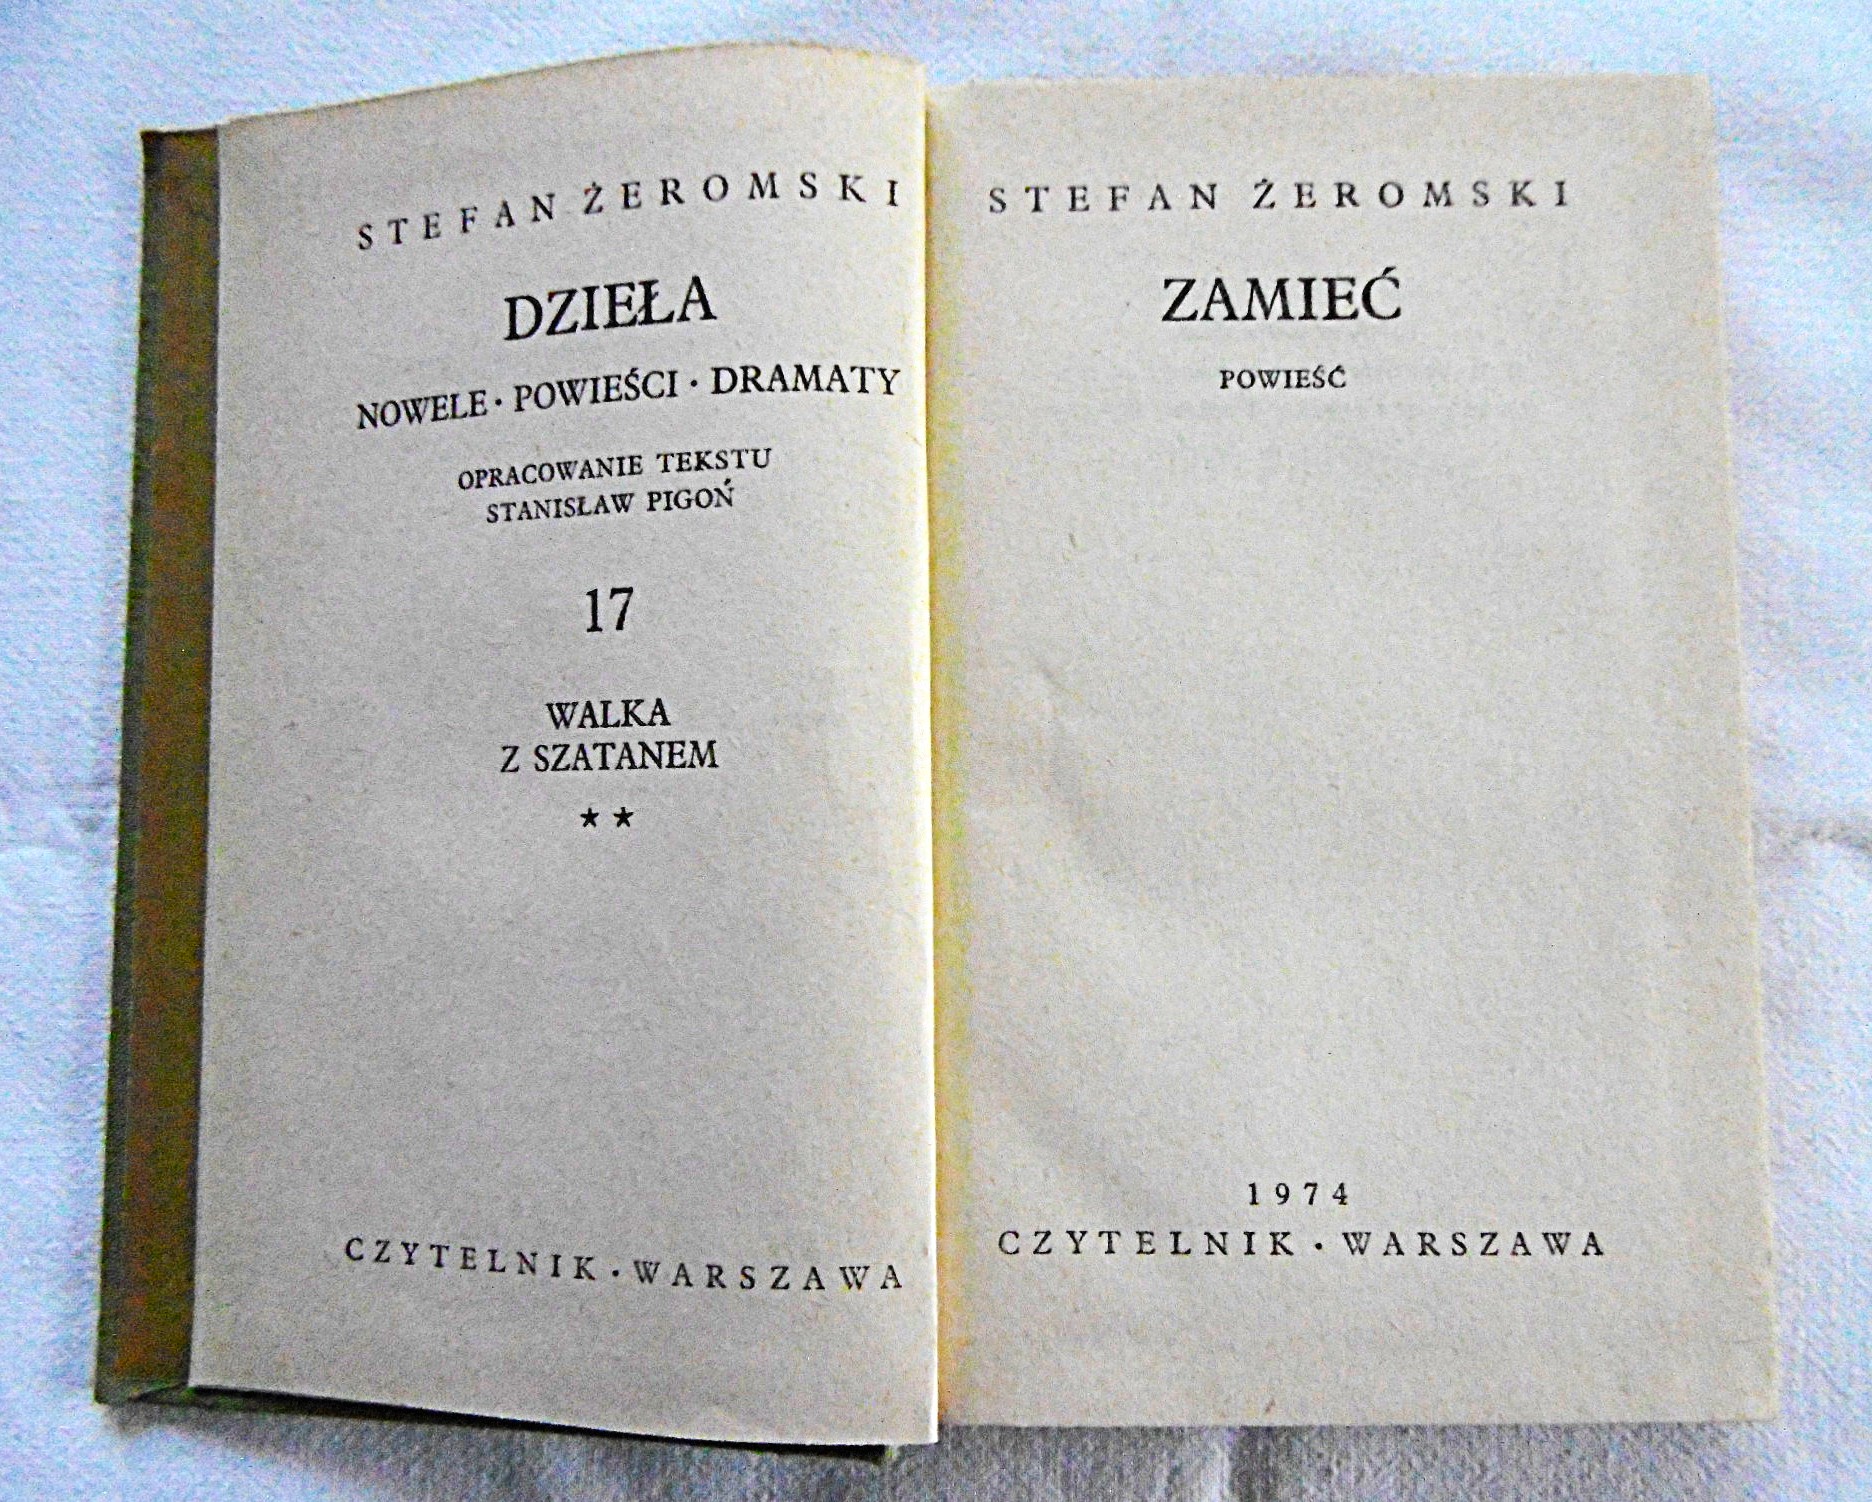 STEFAN ŻEROMSKI
DZIEŁA
NOWELE · POWIEŚCI · DRAMATY
OPRACOWANIE TEKSTU
STANISŁAW PIGOŃ
17
WALKA
Z SZATANEM
★ ★
CZYTELNIK · WARSZAWA
STEFAN ŻEROMSKI
ZAMIEĆ
POWIEŚĆ
1974
CZYTELNIK · WARSZAWA